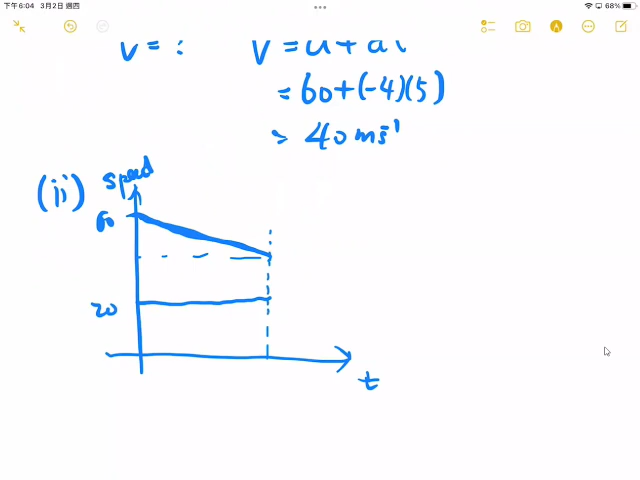 下午6:04 3月2日 週四 68%
v = ? v = u + at
= 60+(-4)(5)
= 40 ms⁻¹
(ii) speed
60
20
t